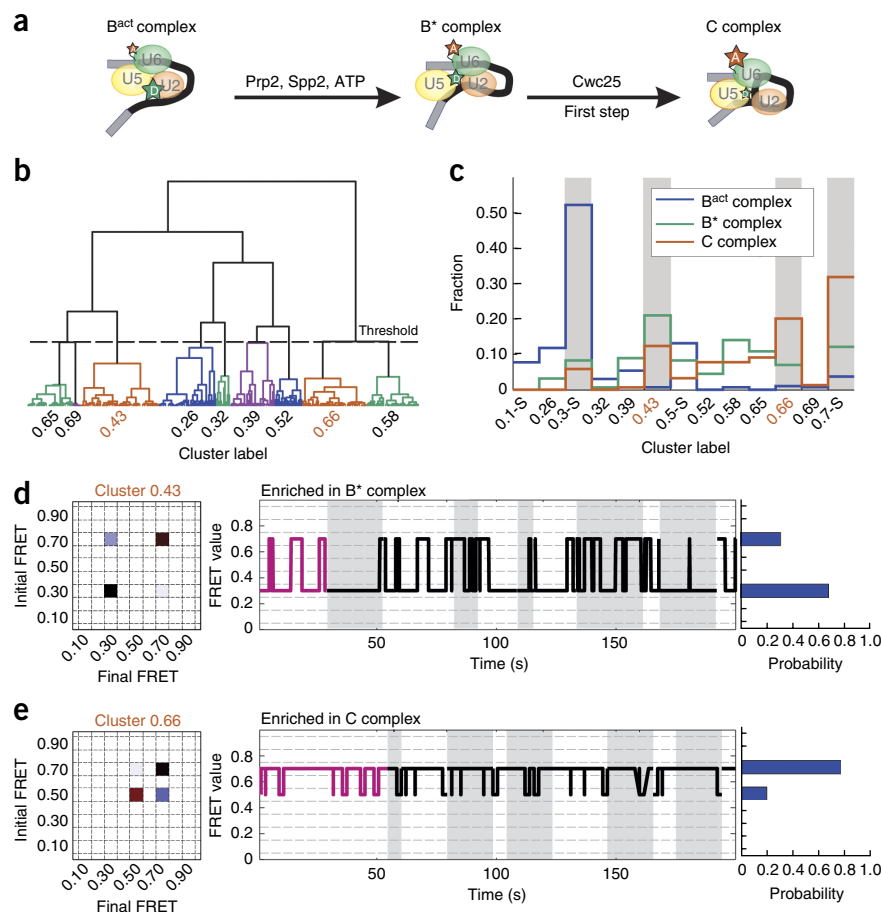 a
Bact complex
B* complex
C complex
A
U6
U5
D
U2
Prp2, Spp2, ATP
A
U6
D
U5
U2
Cwc25
First step
A
U6
U5
D
U2
b
Threshold
0.65
0.69
0.43
0.26
0.32
0.39
0.52
0.66
0.58
Cluster label
c
Bact complex
B* complex
C complex
Fraction
0.50
0.40
0.30
0.20
0.10
0
0.1-S
0.26
0.3-S
0.32
0.39
0.43
0.5-S
0.52
0.58
0.65
0.66
0.69
0.7-S
Cluster label
d
Cluster 0.43
Initial FRET
0.90
0.70
0.50
0.30
0.10
0.10
0.30
0.50
0.70
0.90
Final FRET
Enriched in B* complex
FRET value
0.8
0.6
0.4
0.2
0
50
100
150
Time (s)
0
0.2
0.4
0.6
0.8
1.0
Probability
e
Cluster 0.66
Initial FRET
0.90
0.70
0.50
0.30
0.10
0.10
0.30
0.50
0.70
0.90
Final FRET
Enriched in C complex
FRET value
0.8
0.6
0.4
0.2
0
50
100
150
Time (s)
0
0.2
0.4
0.6
0.8
1.0
Probability